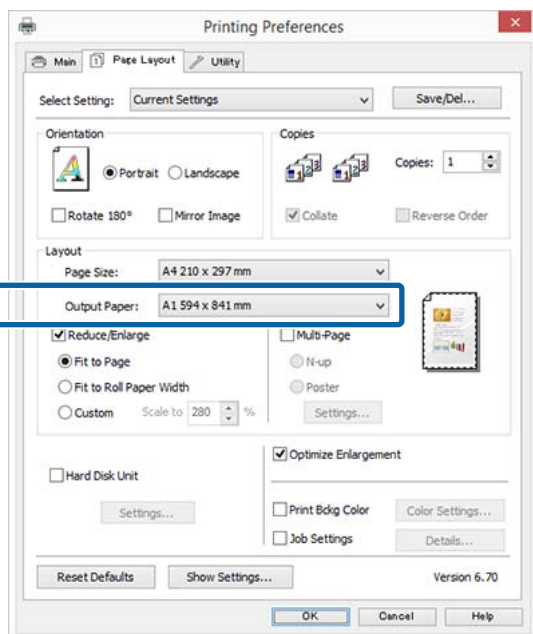 Printing Preferences
Main Page Layout Utility
Select Setting: Current Settings Save/Del...
Orientation Copies
Portrait Landscape Copies: 1
Rotate 180° Mirror Image Collate Reverse Order
Layout
Page Size: A4 210 x 297 mm
Output Paper: A1 594 x 841 mm
Reduce/Enlarge Multi-Page
Fit to Page N-up
Fit to Roll Paper Width Poster
Custom Scale to 280 % Settings...
Optimize Enlargement
Hard Disk Unit
Settings... Print Bckg Color Color Settings...
Job Settings Details...
Reset Defaults Show Settings... Version 6.70
OK Cancel Help